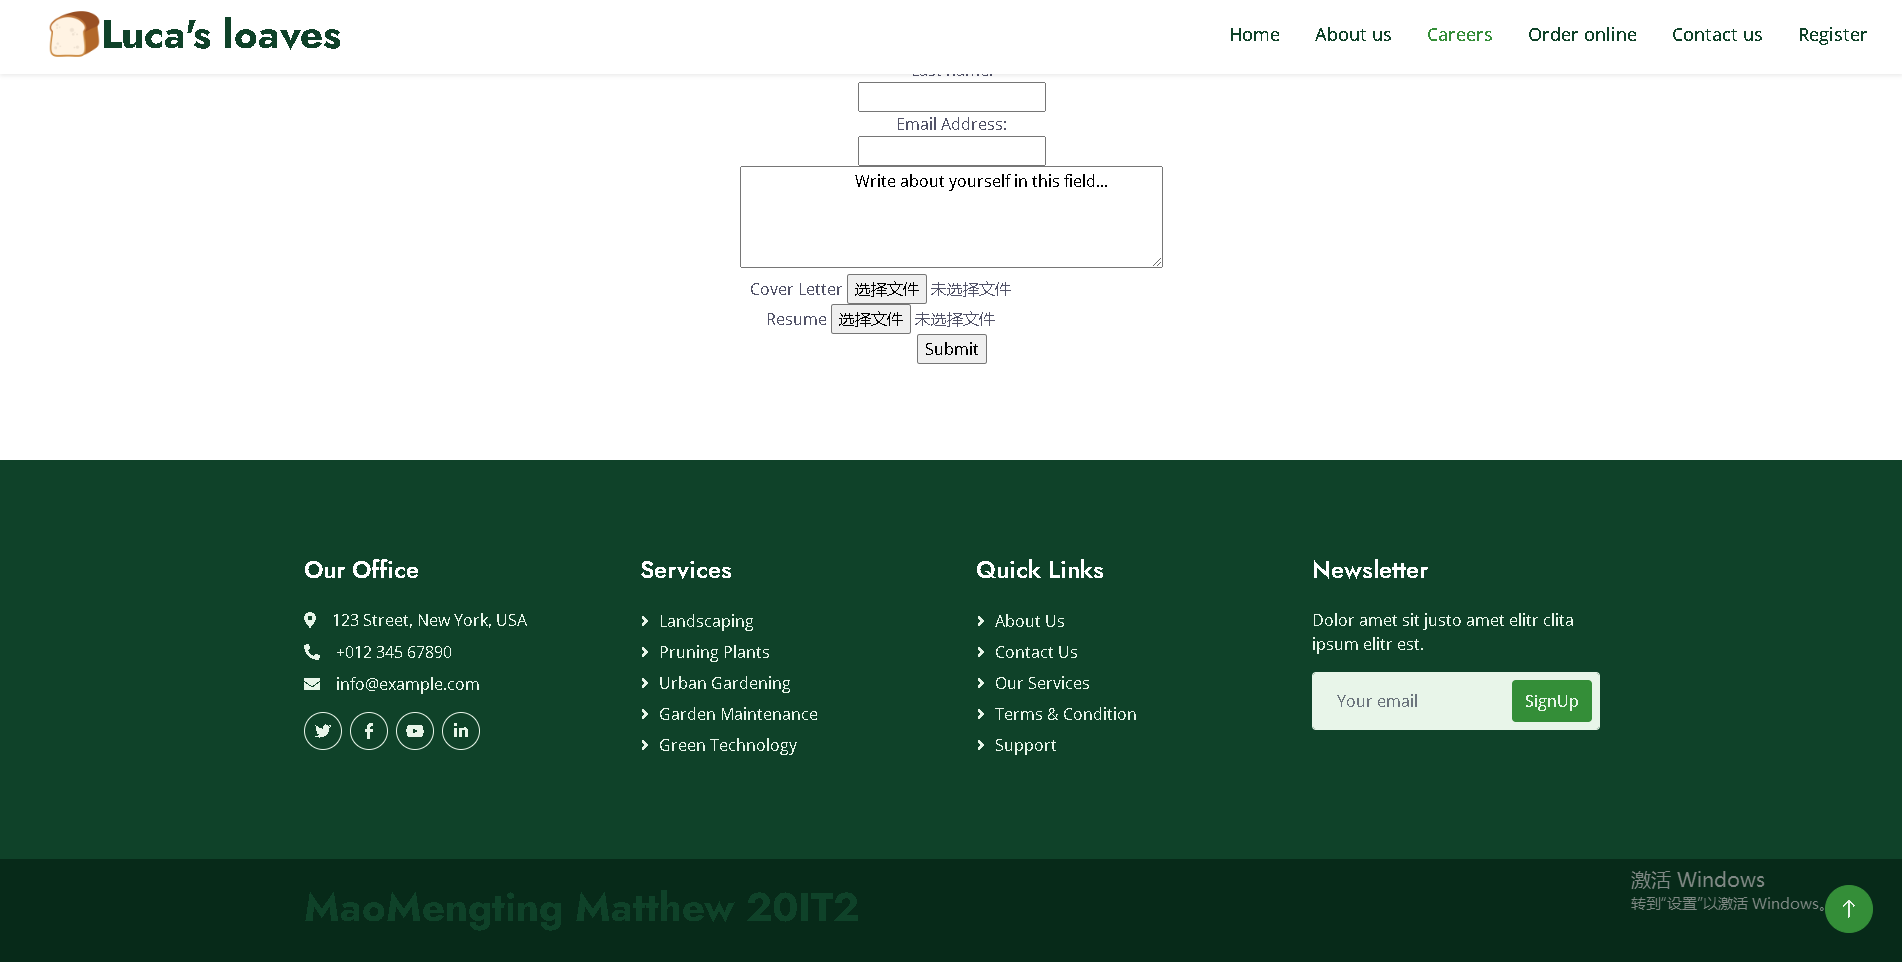 Luca's loaves
Home About us Careers Order online Contact us Register
Last name:
Email Address:
Write about yourself in this field...
Cover Letter 选择文件 未选择文件
Resume 选择文件 未选择文件
Submit
Our Office
123 Street, New York, USA
+012 345 67890
info@example.com
Services
Landscaping
Pruning Plants
Urban Gardening
Garden Maintenance
Green Technology
Quick Links
About Us
Contact Us
Our Services
Terms & Condition
Support
Newsletter
Dolor amet sit justo amet elitr clita
ipsum elitr est.
Your email SignUp
MaoMengting Matthew 20IT2
激活 Windows
转到“设置”以激活 Windows。